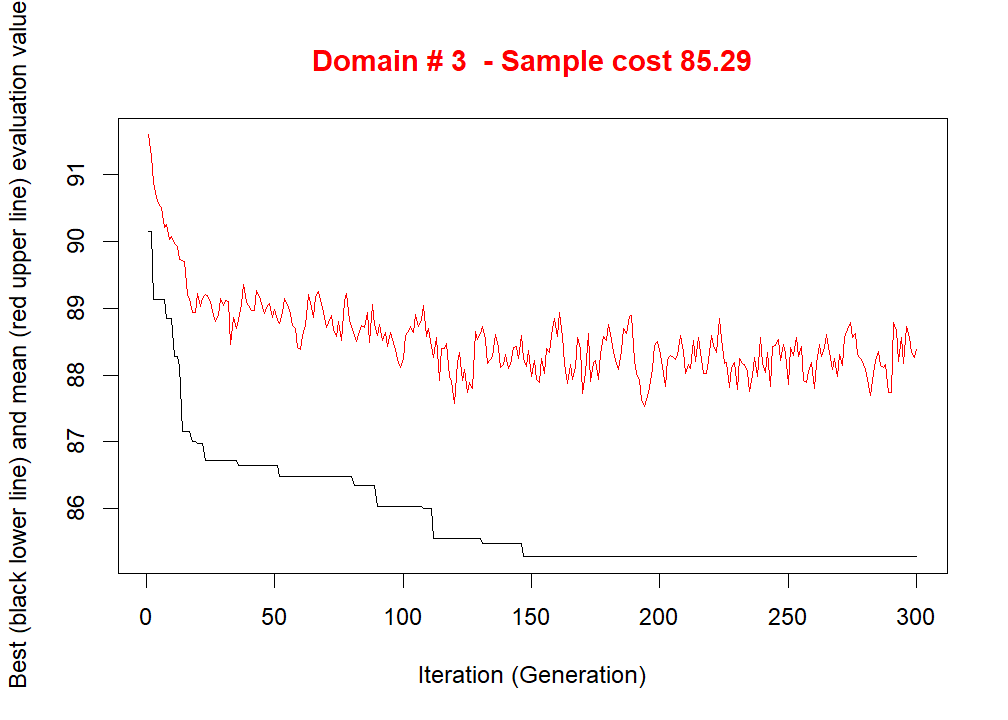 Domain # 3  - Sample cost 85.29
Best (black lower line) and mean (red upper line) evaluation value
91
90
89
88
87
86
0 50 100 150 200 250 300
Iteration (Generation)